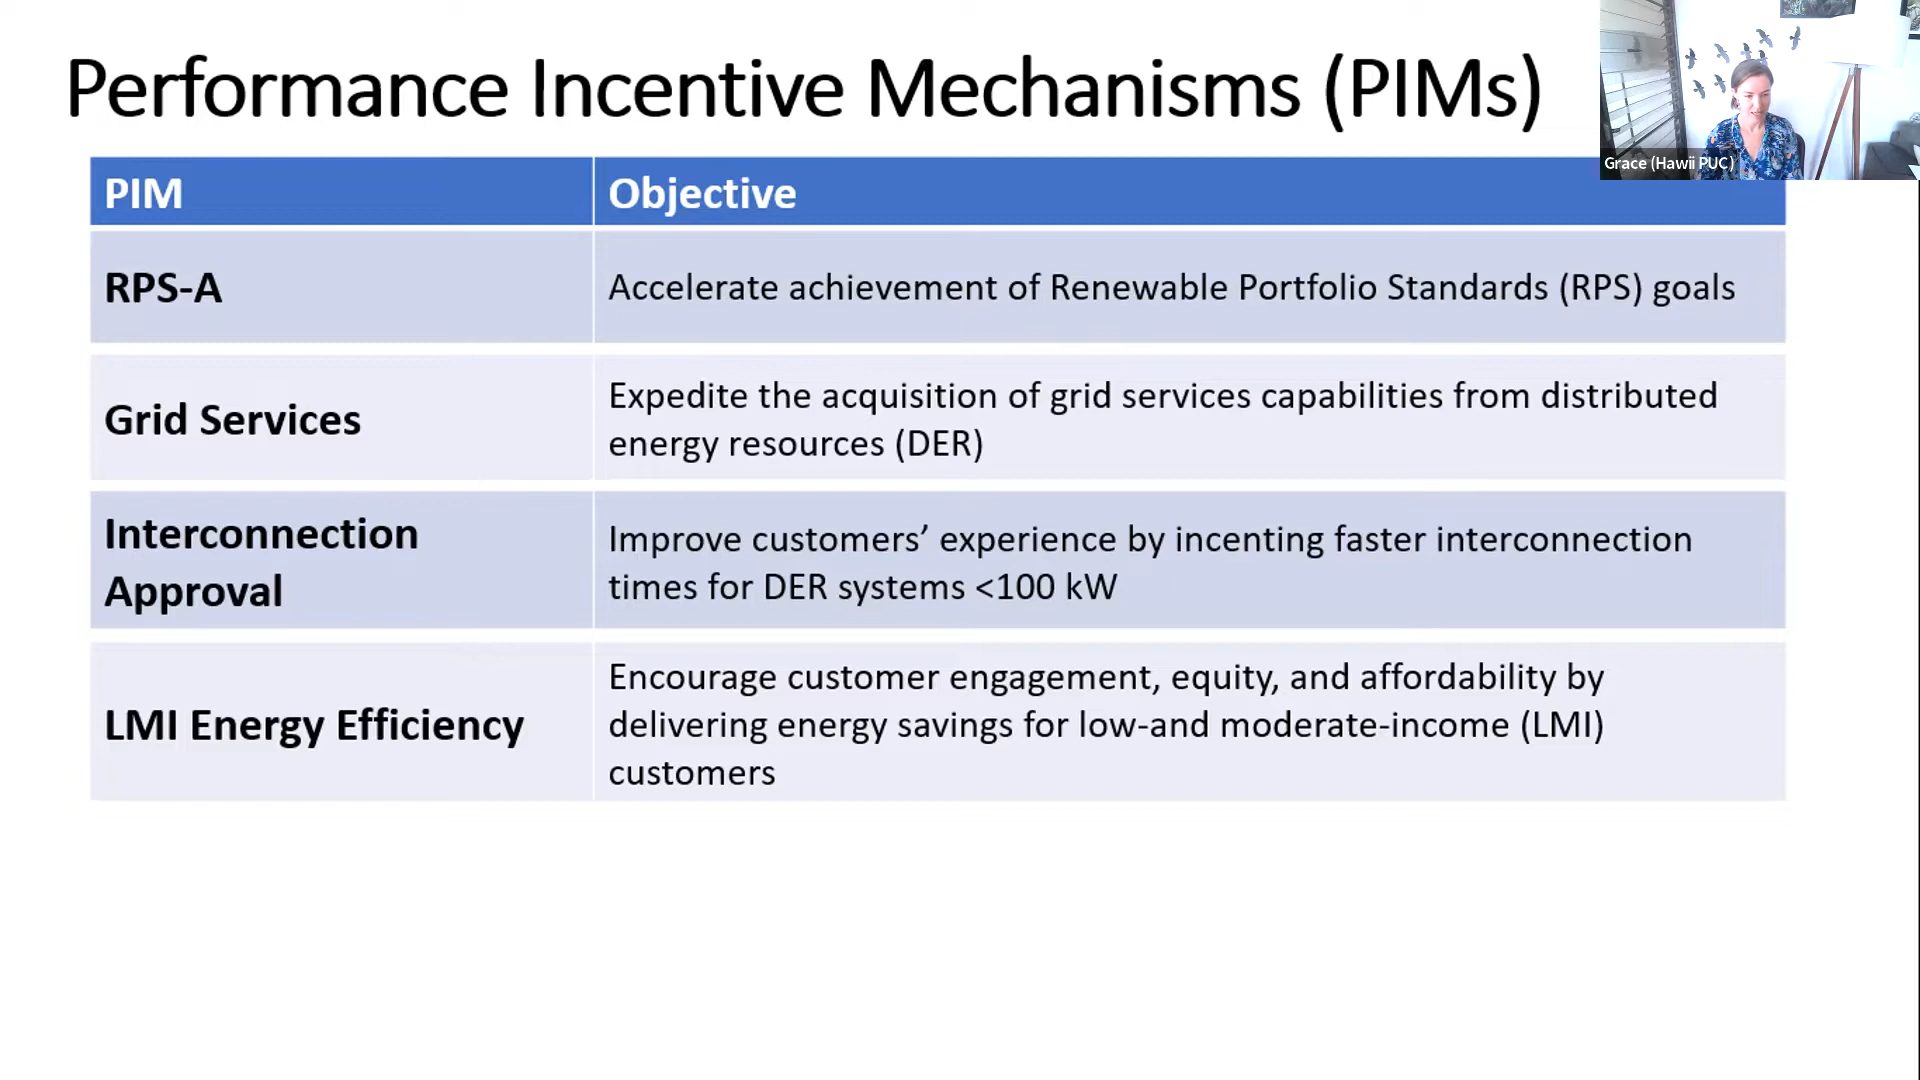 Performance Incentive Mechanisms (PIMs)
Grace (Hawii PUC)
PIM
Objective
RPS-A
Accelerate achievement of Renewable Portfolio Standards (RPS) goals
Grid Services
Expedite the acquisition of grid services capabilities from distributed
energy resources (DER)
Interconnection
Approval
Improve customers’ experience by incenting faster interconnection
times for DER systems <100 kW
LMI Energy Efficiency
Encourage customer engagement, equity, and affordability by
delivering energy savings for low-and moderate-income (LMI)
customers